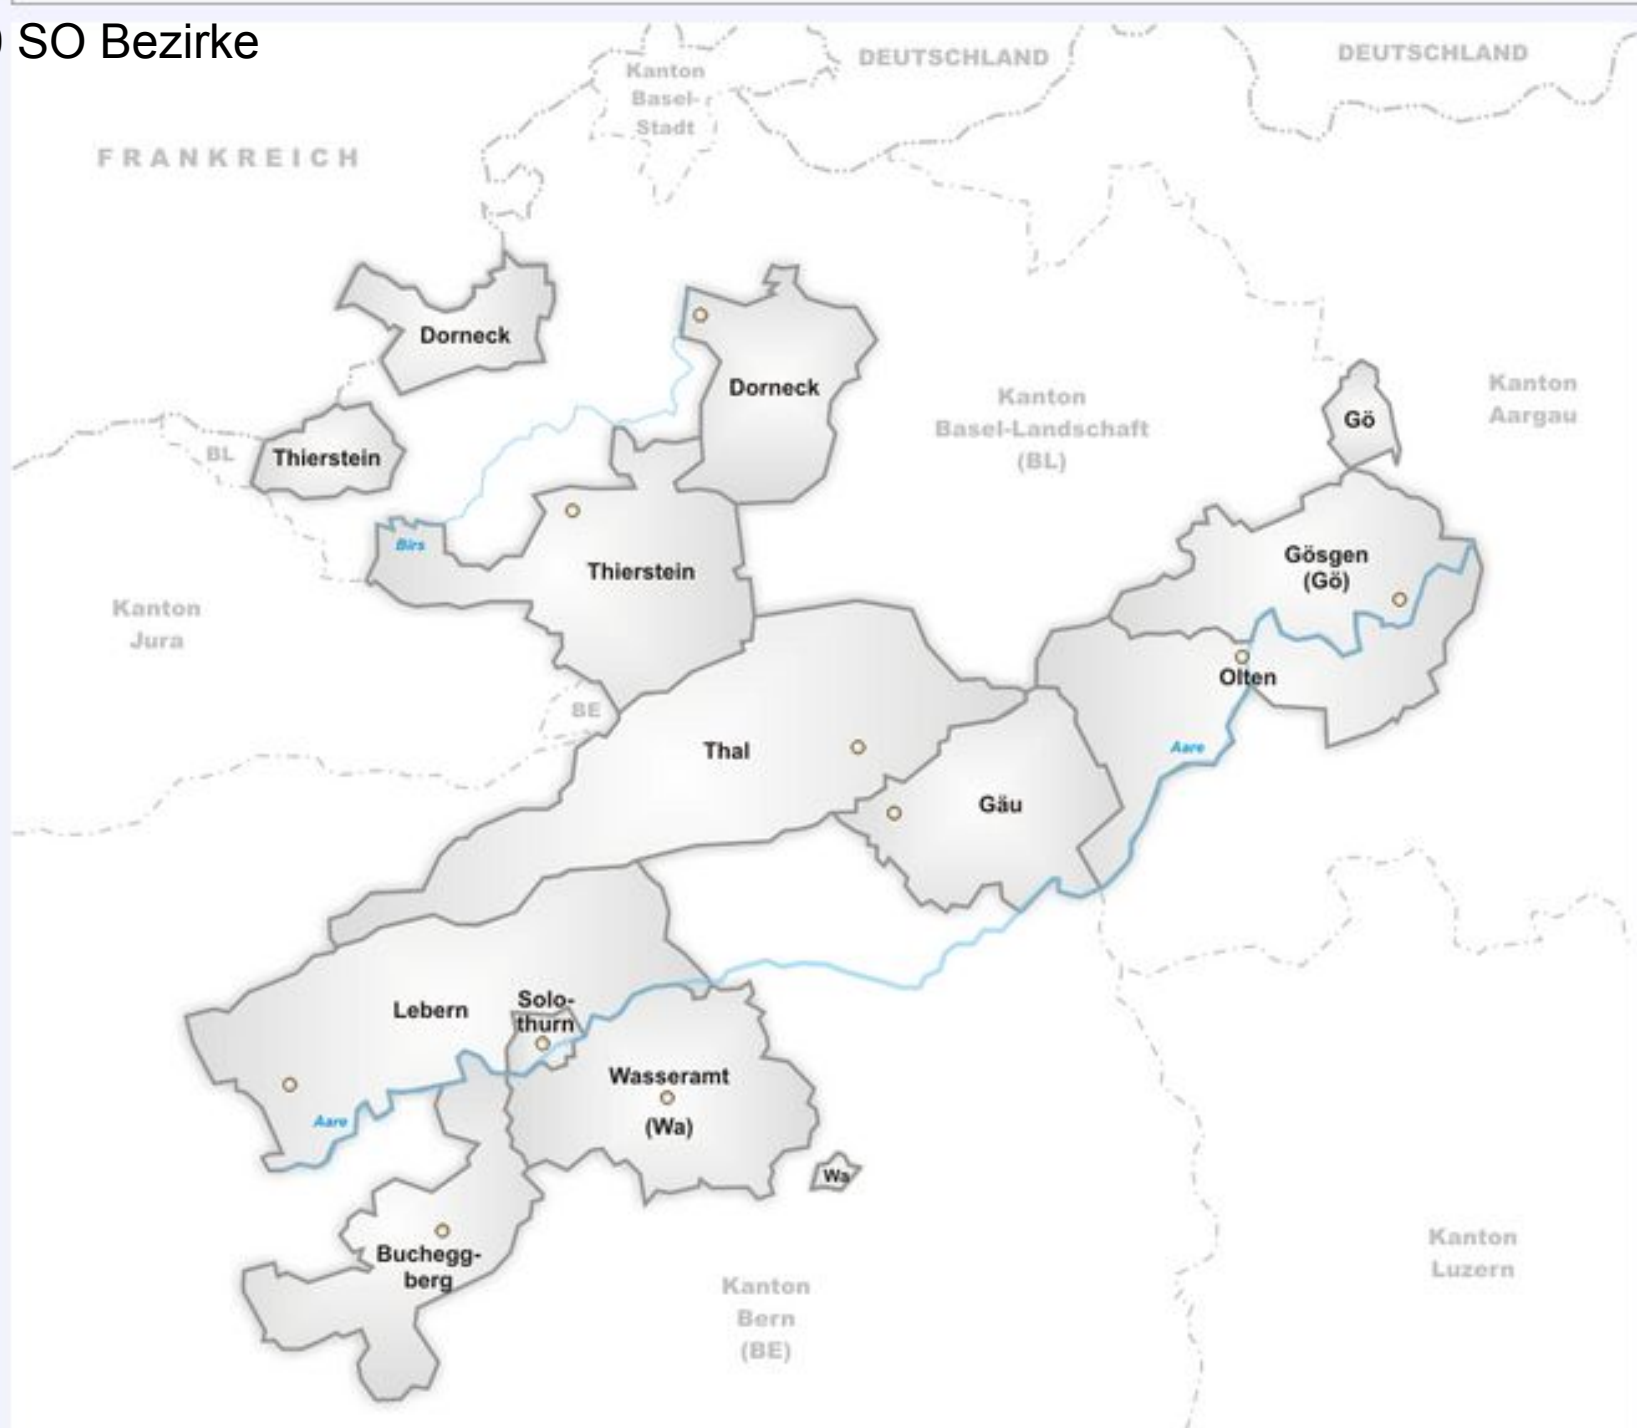 SO Bezirke
Kanton
Basel-
Stadt
DEUTSCHLAND
DEUTSCHLAND
FRANKREICH
Dorneck
Dorneck
Kanton
Basel-Landschaft
(BL)
Kanton
Aargau
Gö
BL
Thierstein
Birs
Thierstein
Gösgen
(Gö)
Kanton
Jura
Olten
BE
Thal
Aare
Gäu
Lebern
Solo-
thurn
Wasseramt
(Wa)
Aare
Wa
Buchegg-
berg
Kanton
Bern
(BE)
Kanton
Luzern